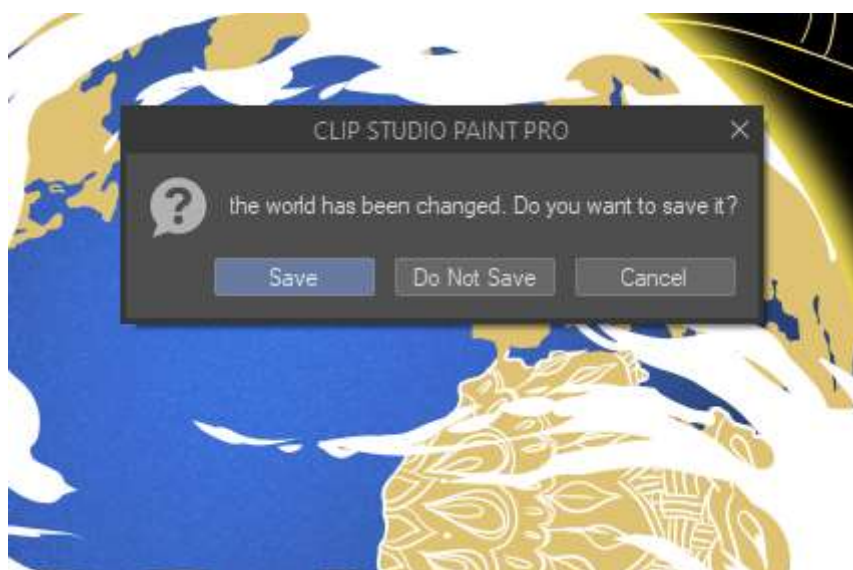 CLIP STUDIO PAINT PRO
the world has been changed. Do you want to save it?
Save
Do Not Save
Cancel